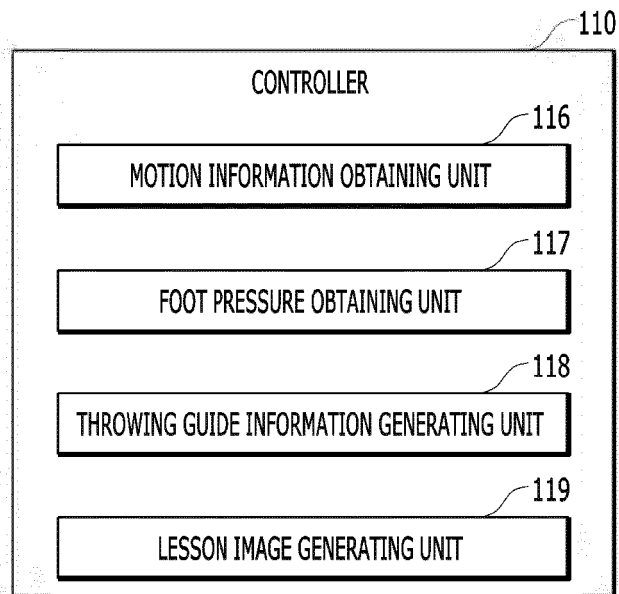 110
CONTROLLER
116
MOTION INFORMATION OBTAINING UNIT
117
FOOT PRESSURE OBTAINING UNIT
118
THROWING GUIDE INFORMATION GENERATING UNIT
119
LESSON IMAGE GENERATING UNIT